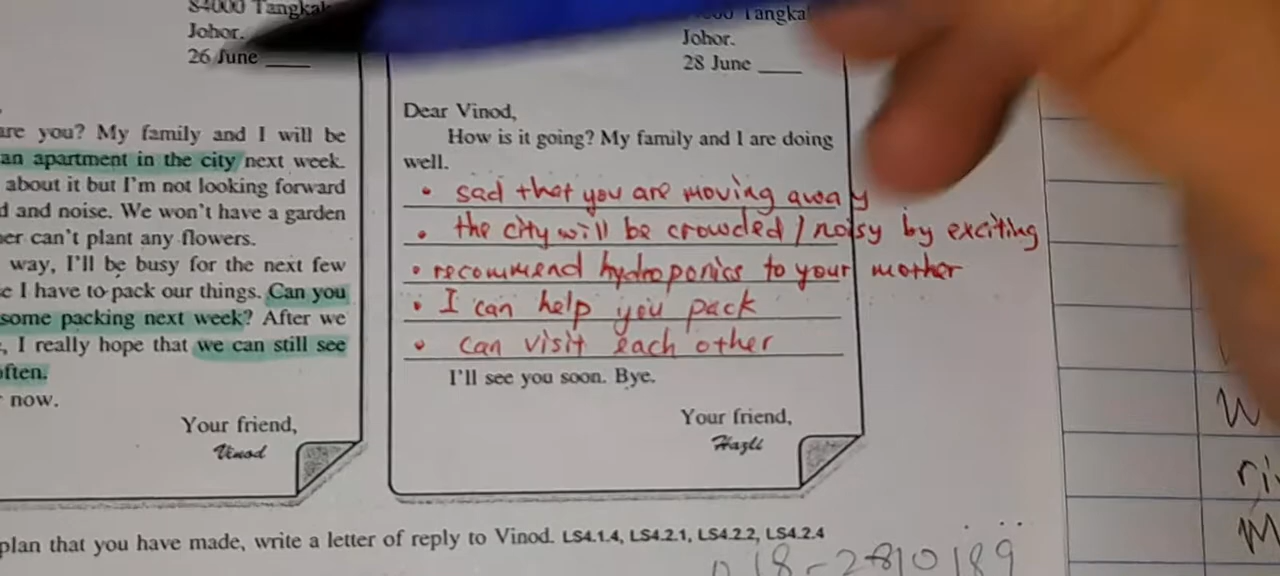 84000 Tangkak
Johor.
26 June ____
are you? My family and I will be
an apartment in the city next week.
about it but I'm not looking forward
and noise. We won't have a garden
can't plant any flowers.
way, I'll be busy for the next few
I have to pack our things. Can you
some packing next week? After we
, I really hope that we can still see
often.
now.
Your friend,
Vinod
Tangka
Johor.
28 June ____
Dear Vinod,
How is it going? My family and I are doing
well.
• sad that you are moving away
• the city will be crowded / noisy by exciting
• recommend hydroponics to your mother
• I can help you pack
• can visit each other
I'll see you soon. Bye.
Your friend,
Hazli
plan that you have made, write a letter of reply to Vinod. LS4.1.4, LS4.2.1, LS4.2.2, LS4.2.4
018-2810189